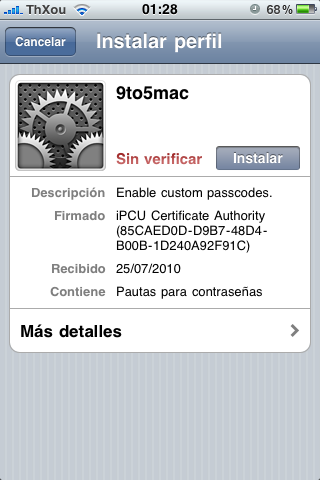 ThXou 01:28 68%
Cancelar Instalar perfil
9to5mac
Sin verificar Instalar
Descripción Enable custom passcodes.
Firmado iPCU Certificate Authority
(85CAED0D-D9B7-48D4-
B00B-1D240A92F91C)
Recibido 25/07/2010
Contiene Pautas para contraseñas
Más detalles